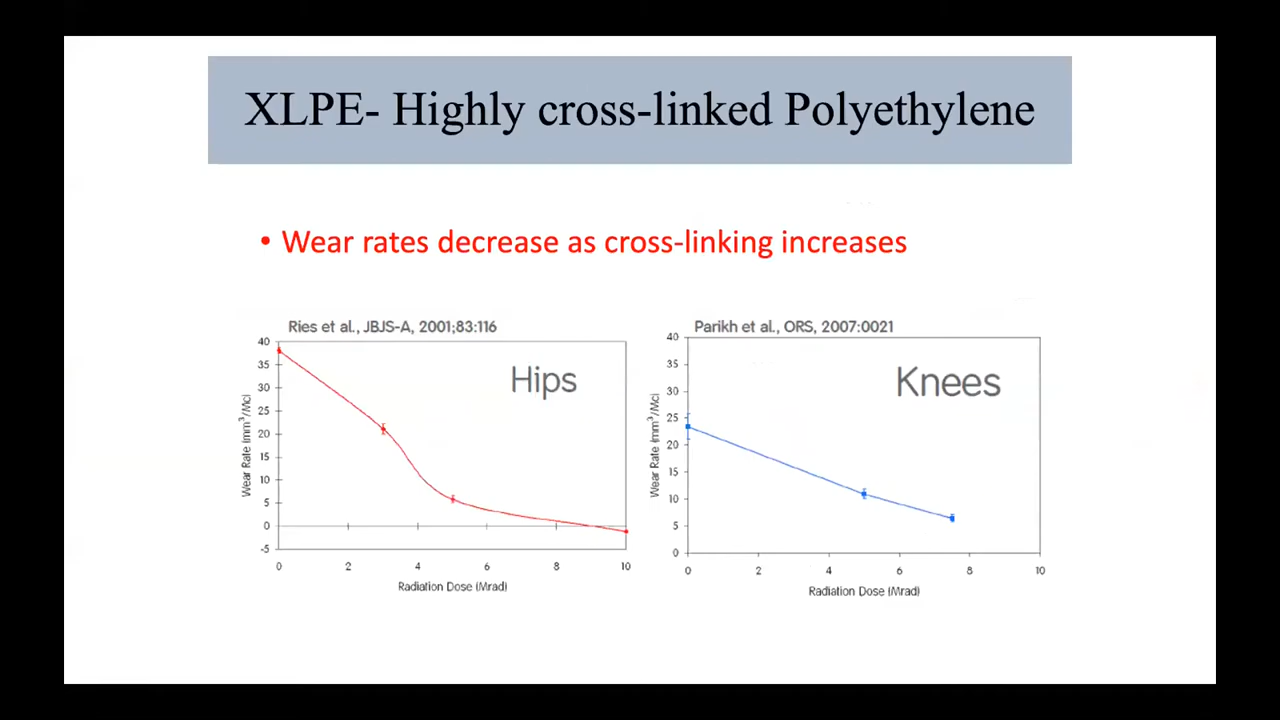 XLPE- Highly cross-linked Polyethylene
• Wear rates decrease as cross-linking increases
Ries et al., JBJS-A, 2001;83:116
Hips
Wear Rate (mm³/Mc)
40
35
30
25
20
15
10
5
0
-5
0 2 4 6 8 10
Radiation Dose (Mrad)
Parikh et al., ORS, 2007:0021
Knees
Wear Rate (mm³/Mc)
40
35
30
25
20
15
10
5
0
0 2 4 6 8 10
Radiation Dose (Mrad)